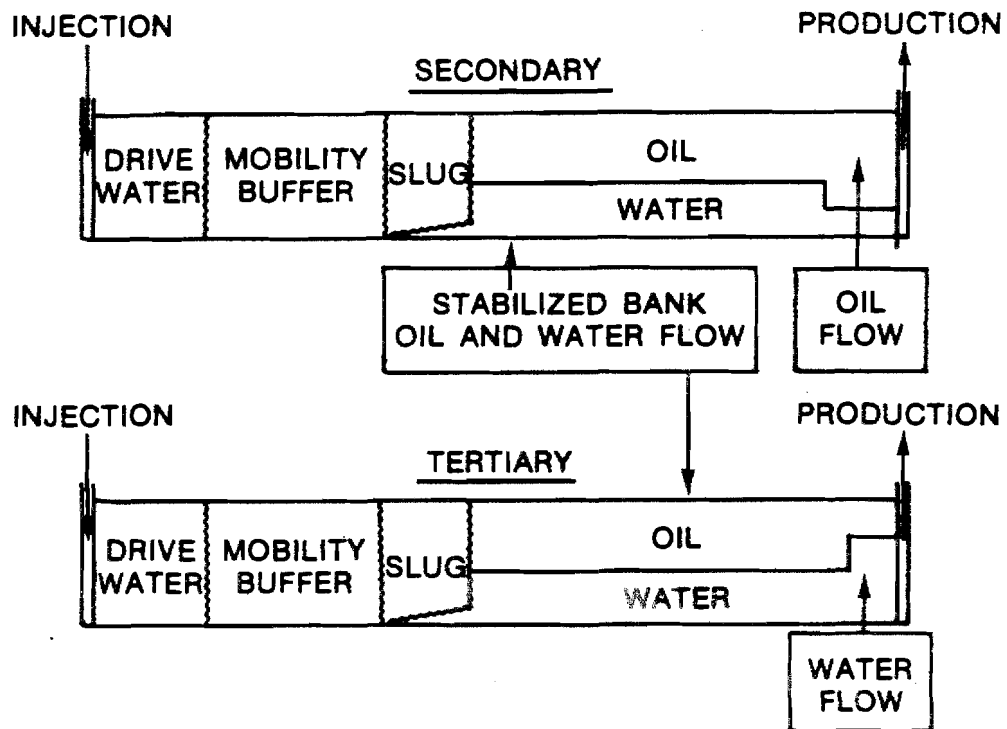 INJECTION
PRODUCTION
SECONDARY
DRIVE
WATER
MOBILITY
BUFFER
SLUG
OIL
WATER
STABILIZED BANK
OIL AND WATER FLOW
OIL
FLOW
INJECTION
PRODUCTION
TERTIARY
DRIVE
WATER
MOBILITY
BUFFER
SLUG
OIL
WATER
WATER
FLOW